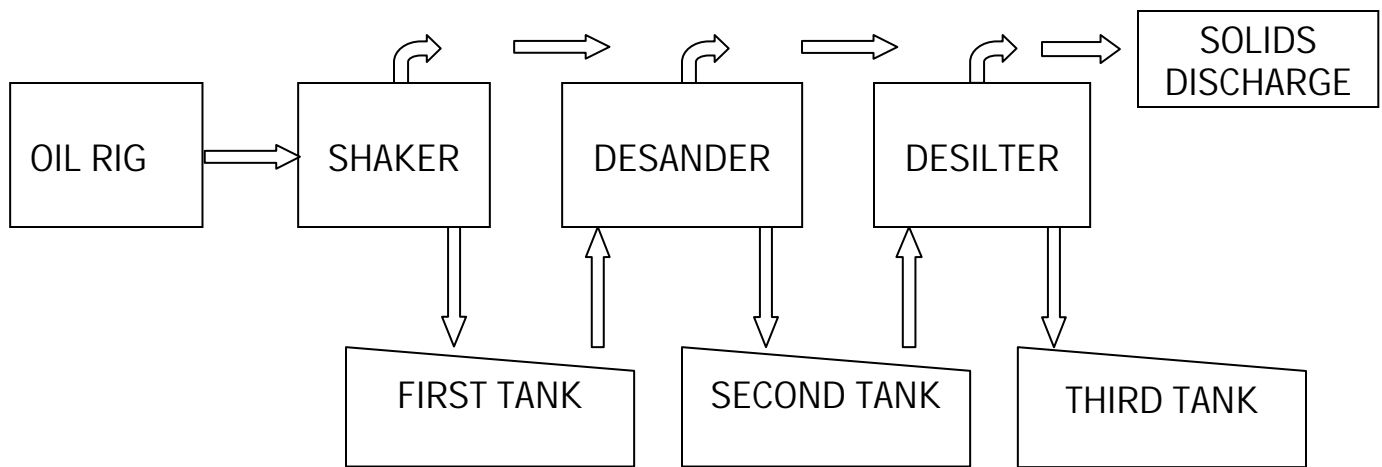 SOLIDS
DISCHARGE
OIL RIG
SHAKER
DESANDER
DESILTER
FIRST TANK
SECOND TANK
THIRD TANK